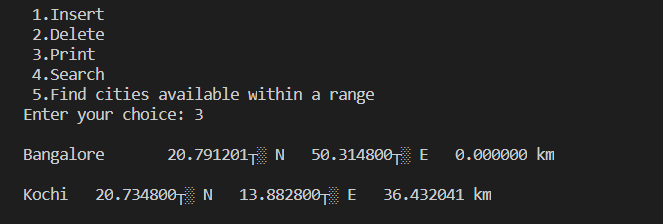 1.Insert
2.Delete
3.Print
4.Search
5.Find cities available within a range
Enter your choice: 3
Bangalore 20.791201┬░ N 50.314800┬░ E 0.000000 km
Kochi 20.734800┬░ N 13.882800┬░ E 36.432041 km